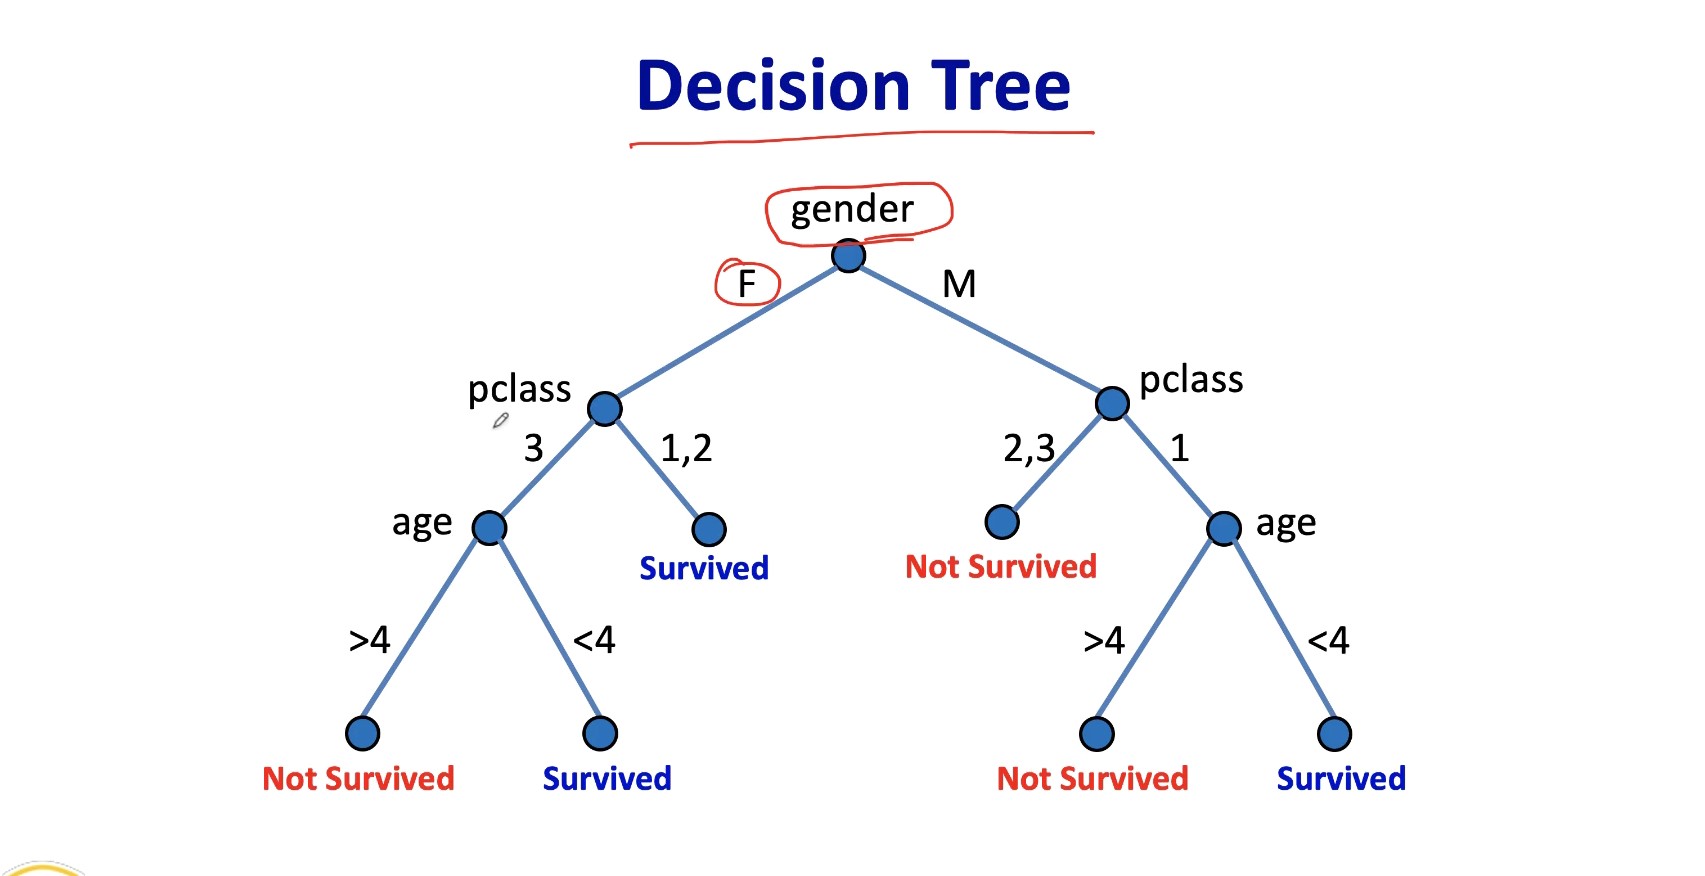 Decision Tree
gender
F M
pclass pclass
3 1,2 2,3 1
age age
Survived Not Survived
>4 <4 >4 <4
Not Survived Survived Not Survived Survived